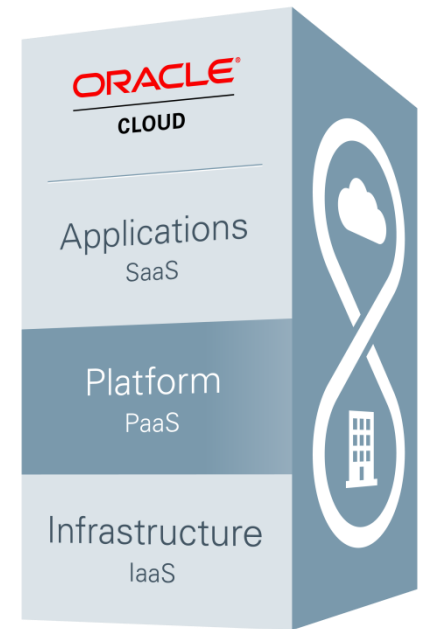 ORACLE®
CLOUD
Applications
SaaS
Platform
PaaS
Infrastructure
IaaS